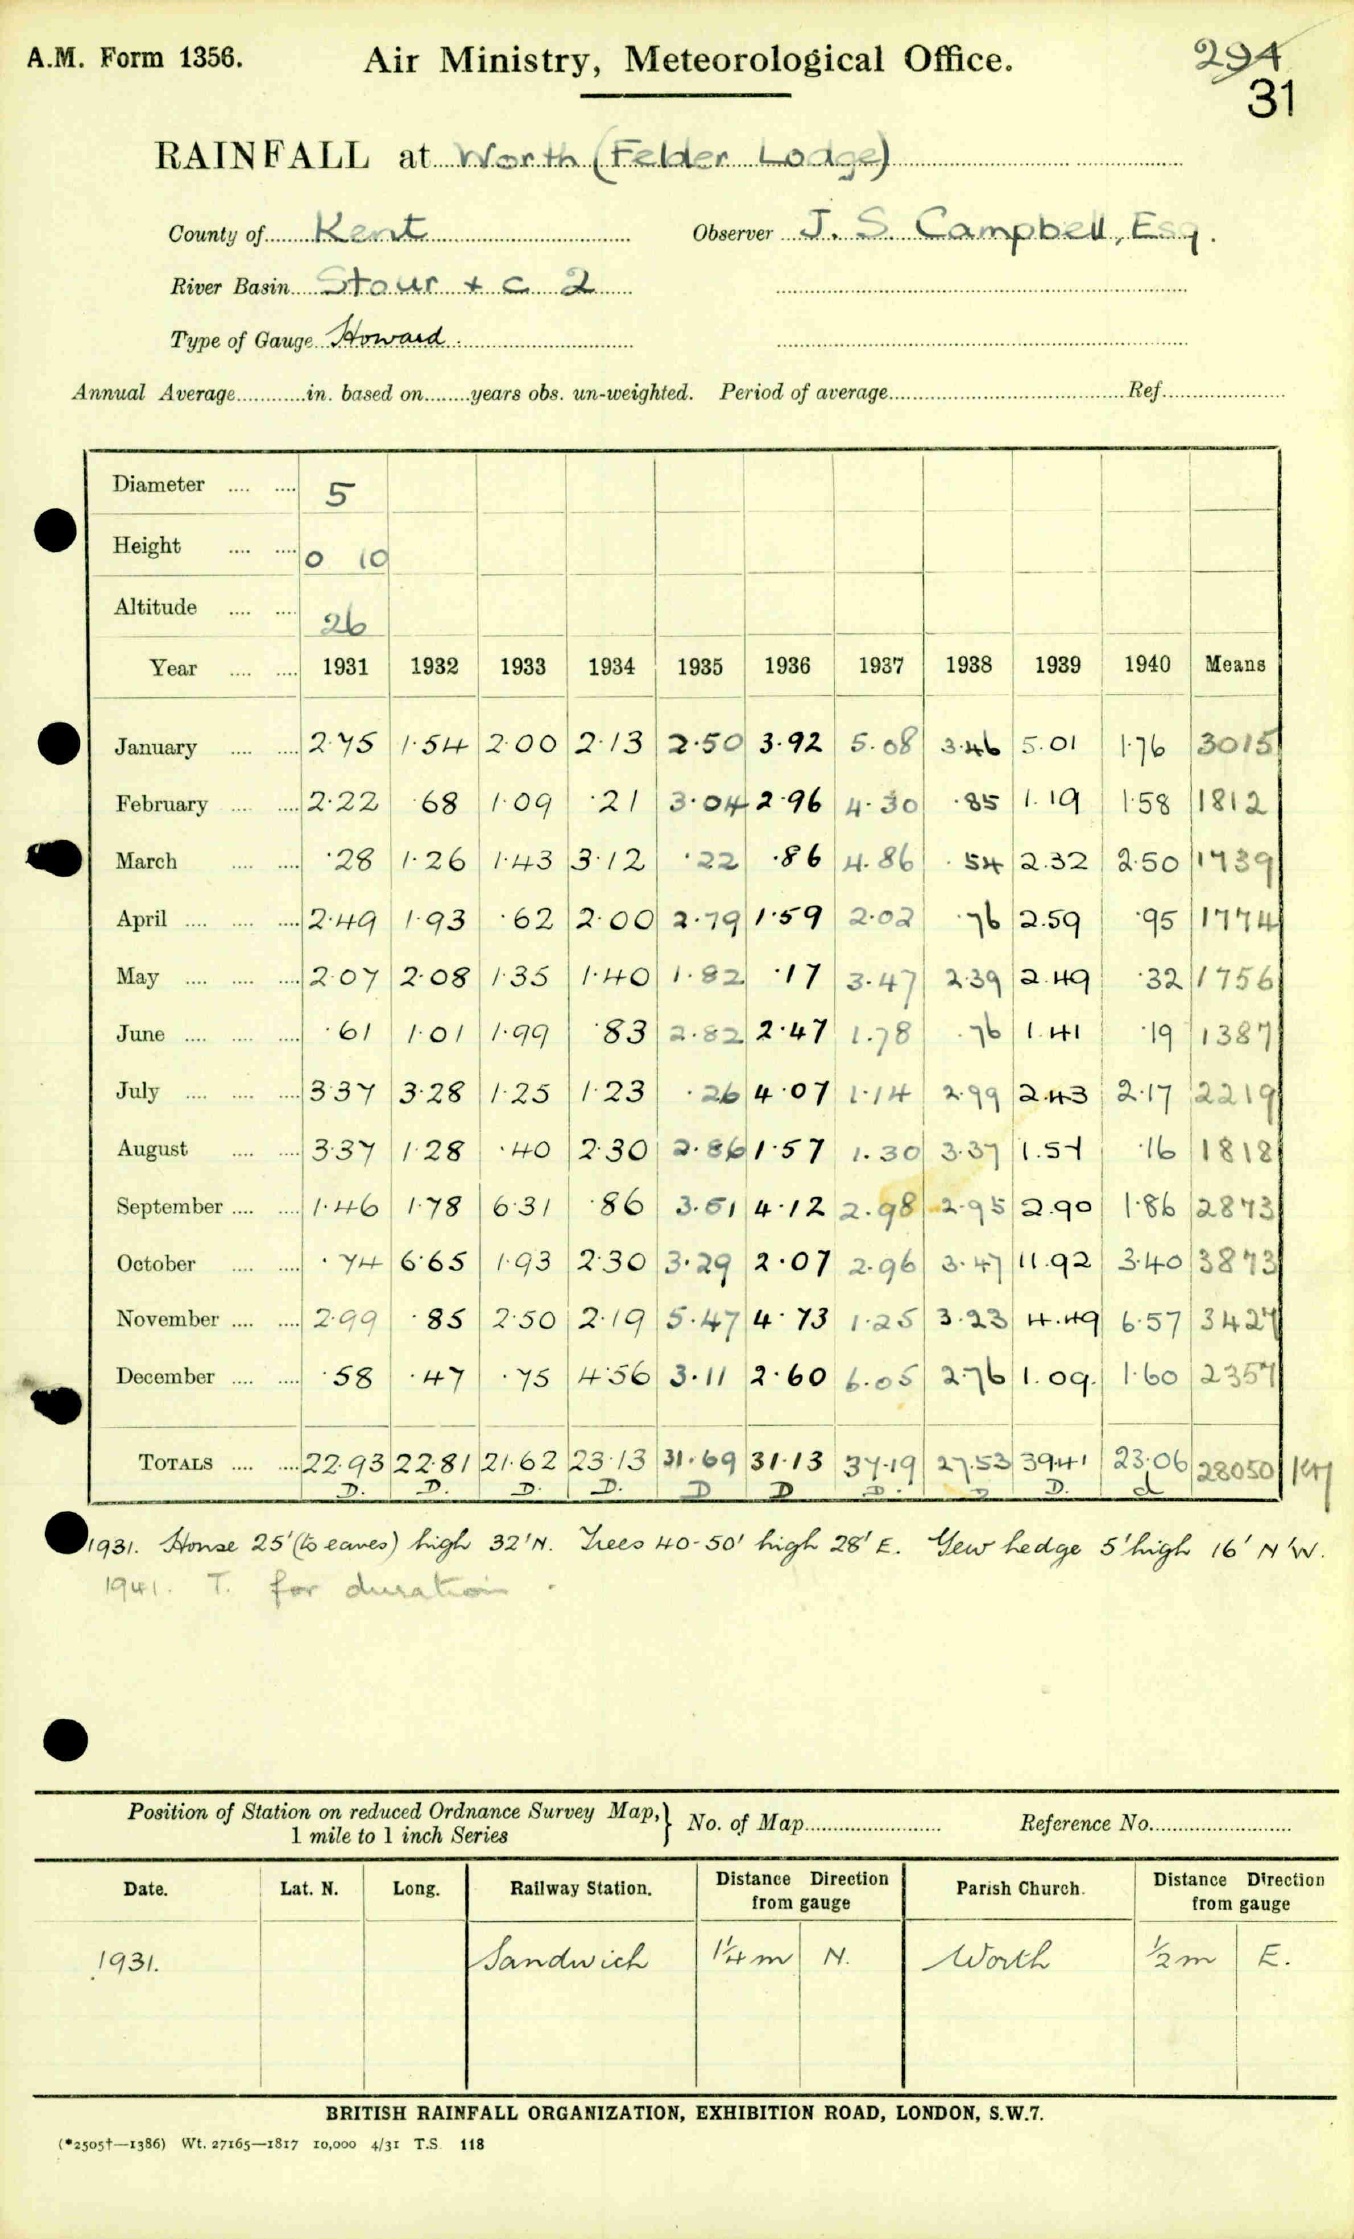 A.M. Form 1356.
Air Ministry, Meteorological Office.
294
31
RAINFALL at Worth (Felder Lodge)
County of Kent Observer J. S. Campbell, Esq.
River Basin Stour + C 2
Type of Gauge Howard.
Annual Average in. based on years obs. un-weighted. Period of average Ref.
Diameter 5
Height 0 10
Altitude 26
Year 1931 1932 1933 1934 1935 1936 1937 1938 1939 1940 Means
January 2.75 1.54 2.00 2.13 2.50 3.92 5.08 3.46 5.01 1.76 3015
February 2.22 .68 1.09 .21 3.04 2.96 4.30 .85 1.19 1.58 1812
March .28 1.26 1.43 3.12 .22 .86 4.86 .54 2.32 2.50 1739
April 2.49 1.93 .62 2.00 2.79 1.59 2.02 .76 2.59 .95 1774
May 2.07 2.08 1.35 1.40 1.82 .17 3.47 2.39 2.49 .32 1756
June .61 1.01 1.99 .83 2.82 2.47 1.78 .76 1.41 .19 1387
July 3.37 3.28 1.25 1.23 .26 4.07 1.14 2.99 2.43 2.17 2219
August 3.37 1.28 .40 2.30 2.86 1.57 1.30 3.37 1.57 .16 1818
September 1.46 1.78 6.31 .86 3.51 4.12 2.98 2.95 2.90 1.86 2873
October .74 6.65 1.93 2.30 3.29 2.07 2.96 3.47 11.92 3.40 3873
November 2.99 .85 2.50 2.19 5.47 4.73 1.25 3.23 4.49 6.57 3427
December .58 .47 .75 4.56 3.11 2.60 6.05 2.76 1.09. 1.60 2357
TOTALS 22.93 22.81 21.62 23.13 31.69 31.13 37.19 27.53 39.41 23.06 28050
D. D. D. D. D D D. D D. d
1931. House 25' (to eaves) high 32' N. Trees 40-50' high 28' E. Yew hedge 5' high 16' N'W.
1941. T. for duration.
Position of Station on reduced Ordnance Survey Map, 1 mile to 1 inch Series } No. of Map Reference No.
Date. Lat. N. Long. Railway Station. Distance Direction from gauge Parish Church. Distance Direction from gauge
1931. Sandwich 1¼ m N. Worth ½ m E.
BRITISH RAINFALL ORGANIZATION, EXHIBITION ROAD, LONDON, S.W.7.
(*2505†—1386) Wt. 27165—1817 10,000 4/31 T.S. 118